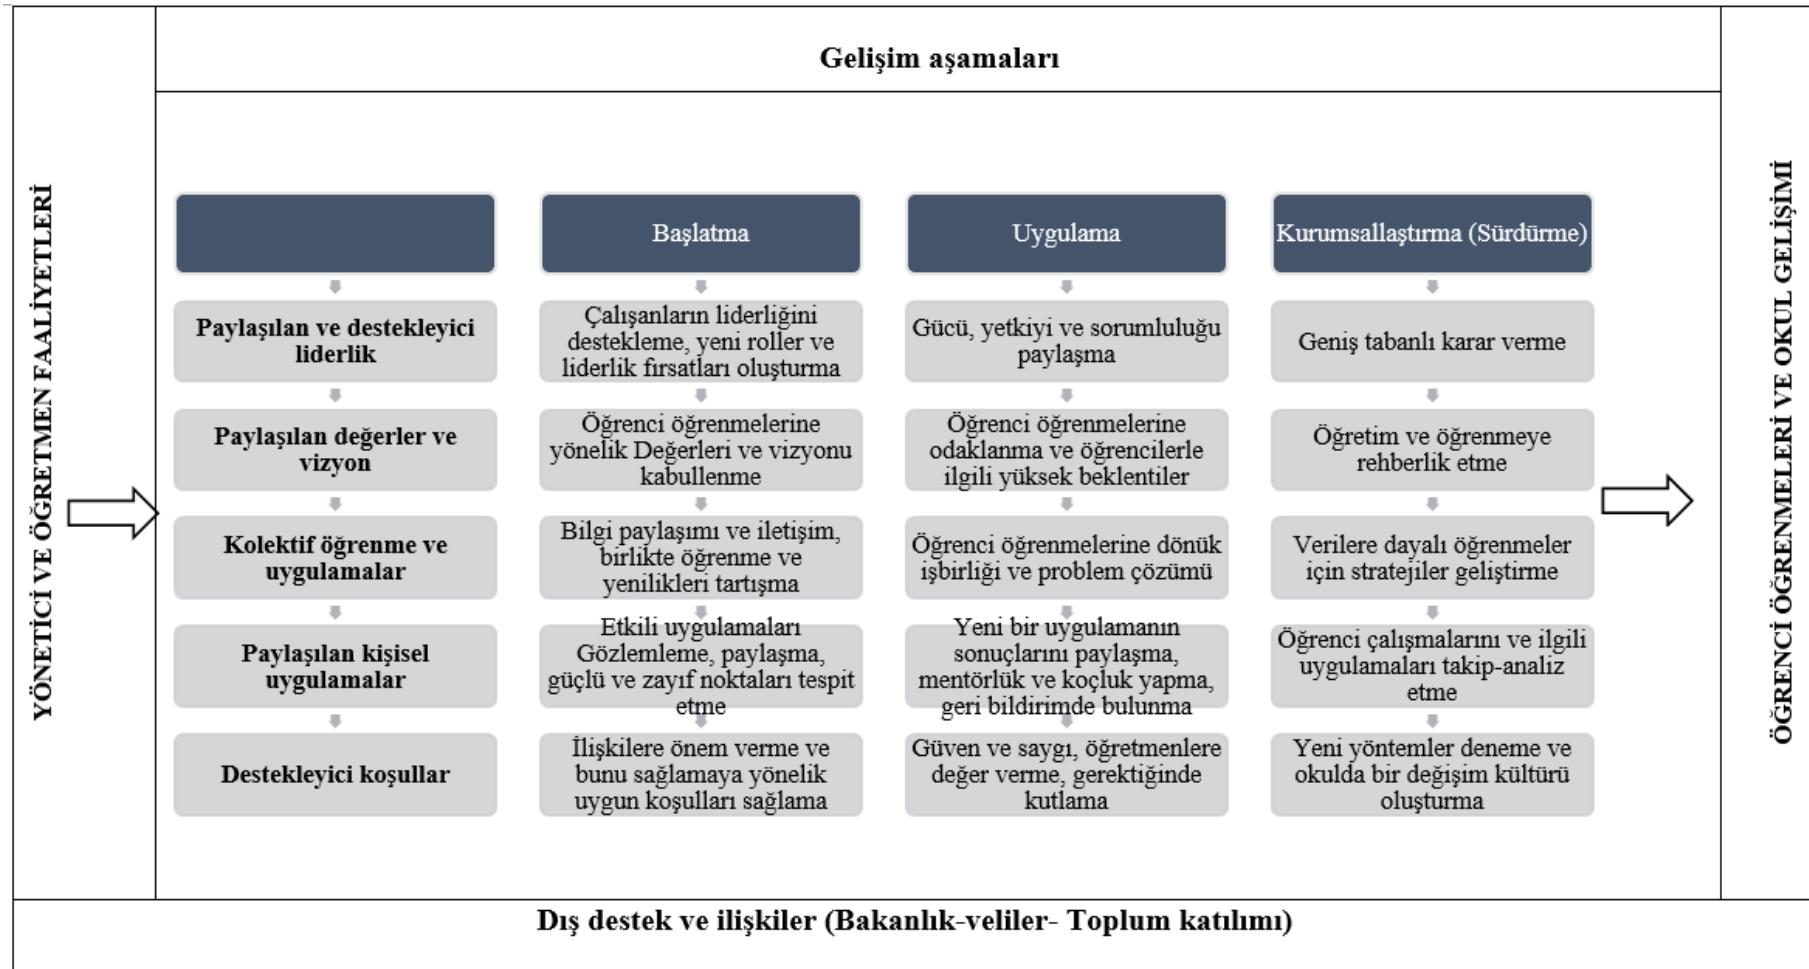 Gelişim aşamaları
YÖNETİCİ VE ÖĞRETMEN FAALİYETLERİ
Başlatma
Uygulama
Kurumsallaştırma (Sürdürme)
Paylaşılan ve destekleyici
liderlik
Çalışanların liderliğini
destekleme, yeni roller ve
liderlik fırsatları oluşturma
Gücü, yetkiyi ve sorumluluğu
paylaşma
Geniş tabanlı karar verme
Paylaşılan değerler ve
vizyon
Öğrenci öğrenmelerine
yönelik Değerleri ve vizyonu
kabullenme
Öğrenci öğrenmelerine
odaklanma ve öğrencilerle
ilgili yüksek beklentiler
Öğretim ve öğrenmeye
rehberlik etme
Kolektif öğrenme ve
uygulamalar
Bilgi paylaşımı ve iletişim,
birlikte öğrenme ve
yenilikleri tartışma
Öğrenci öğrenmelerine dönük
işbirliği ve problem çözümü
Verilere dayalı öğrenmeler
için stratejiler geliştirme
Paylaşılan kişisel
uygulamalar
Etkili uygulamaları
Gözlemleme, paylaşma,
güçlü ve zayıf noktaları tespit
etme
Yeni bir uygulamanın
sonuçlarını paylaşma,
mentörlük ve koçluk yapma,
geri bildirimde bulunma
Öğrenci çalışmalarını ve ilgili
uygulamaları takip-analiz
etme
Destekleyici koşullar
İlişkilere önem verme ve
bunu sağlamaya yönelik
uygun koşulları sağlama
Güven ve saygı, öğretmenlere
değer verme, gerektiğinde
kutlama
Yeni yöntemler deneme ve
okulda bir değişim kültürü
oluşturma
ÖĞRENCİ ÖĞRENMELERİ VE OKUL GELİŞİMİ
Dış destek ve ilişkiler (Bakanlık-veliler- Toplum katılımı)